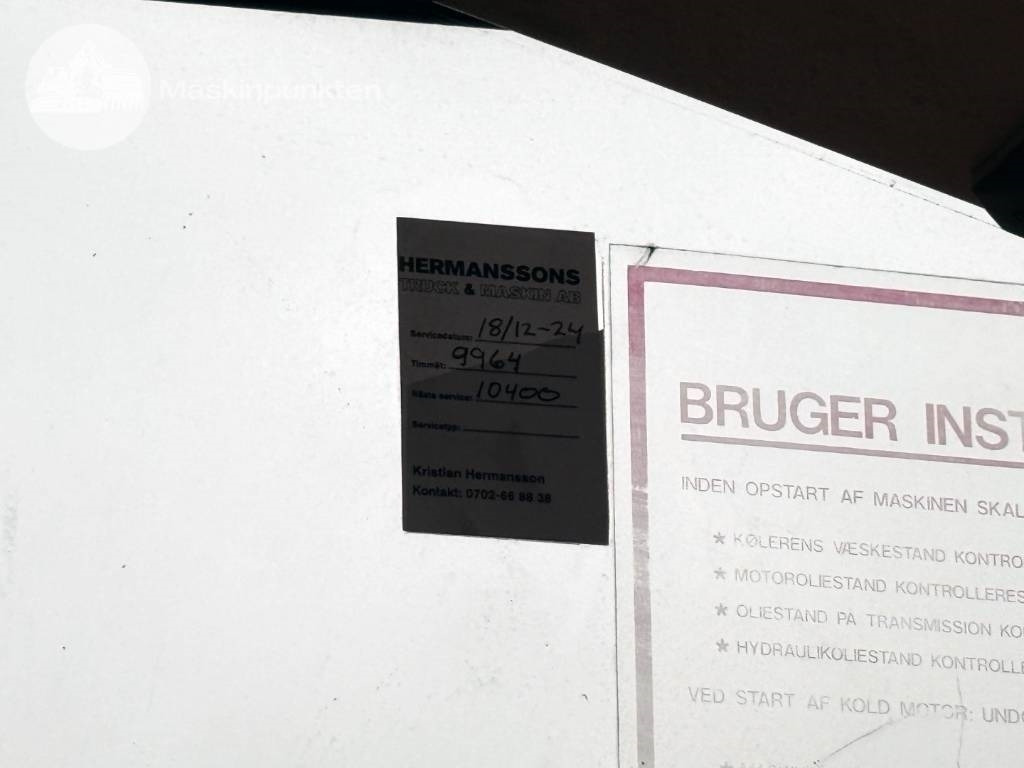 Maskinpunkten
HERMANSSONS
TRUCK & MASKIN AB
Servicedatum: 18/12-24
Timmät: 9964
Nästa service: 10400
Servicetyp:
Kristian Hermansson
Kontakt: 0702-66 88 38
BRUGER INST
INDEN OPSTART AF MASKINEN SKAL
* KØLERENS VÆSKESTAND KONTRO
* MOTOROLIESTAND KONTROLLERES
* OLIESTAND PÅ TRANSMISSION KO
* HYDRAULIKOLIESTAND KONTROLLE
VED START AF KOLD MOTOR: UND